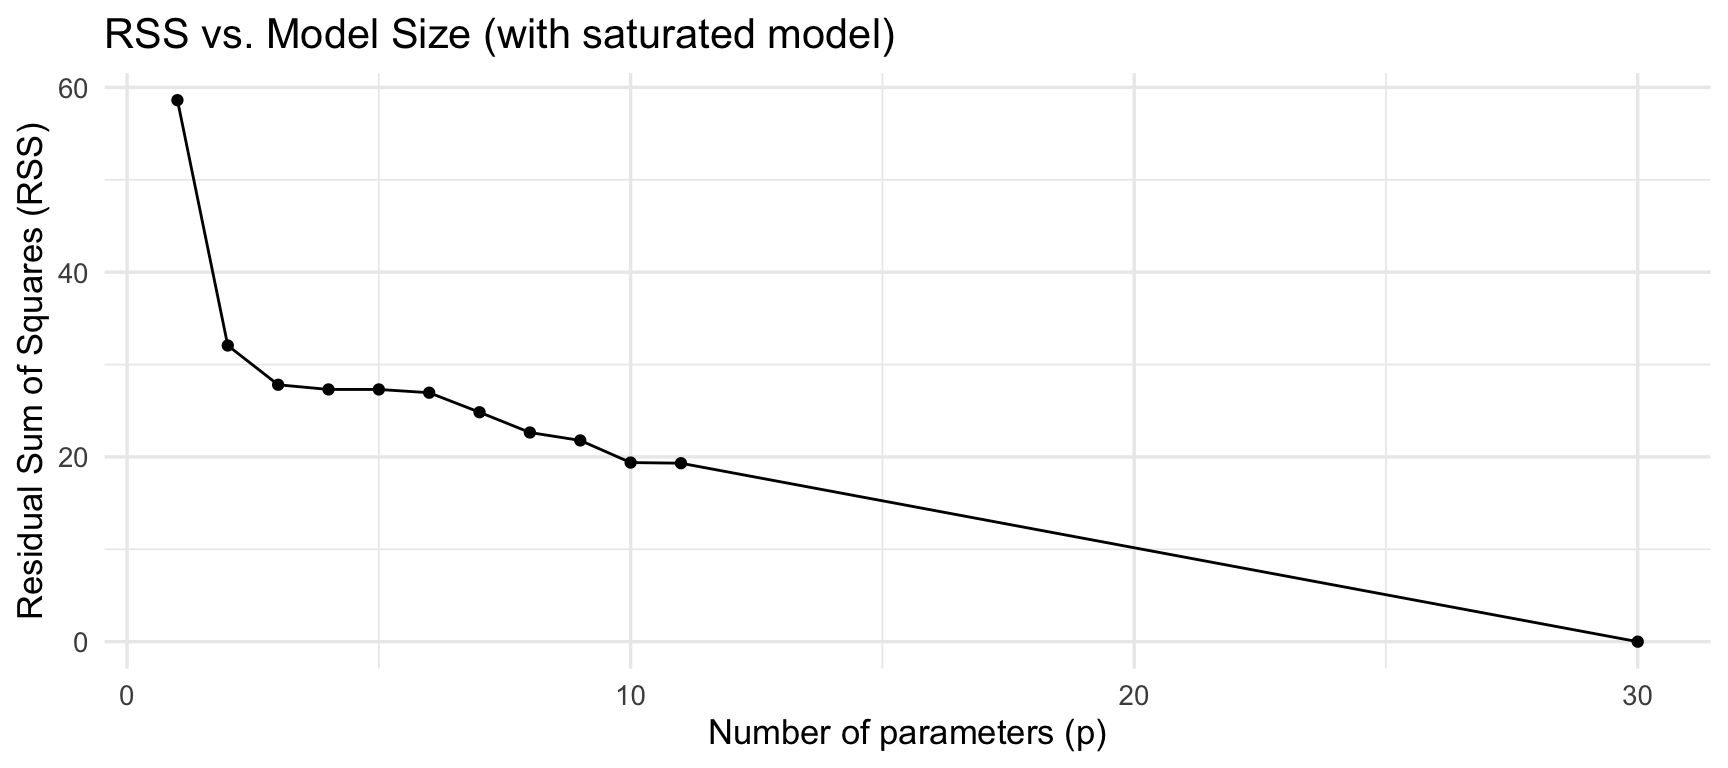 RSS vs. Model Size (with saturated model)
Residual Sum of Squares (RSS)
60
40
20
0
0 10 20 30
Number of parameters (p)